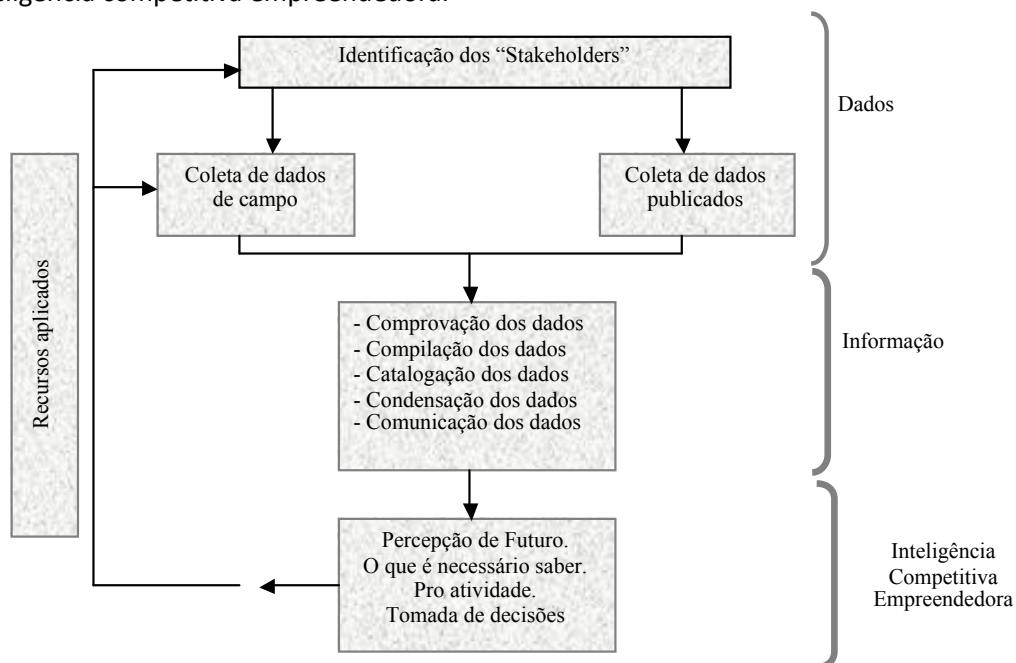 eligência competitiva empreendedora.
Identificação dos “Stakeholders”
Dados
Coleta de dados
de campo
Coleta de dados
publicados
Recursos aplicados
- Comprovação dos dados
- Compilação dos dados
- Catalogação dos dados
- Condensação dos dados
- Comunicação dos dados
Informação
Percepção de Futuro.
O que é necessário saber.
Pro atividade.
Tomada de decisões
Inteligência
Competitiva
Empreendedora